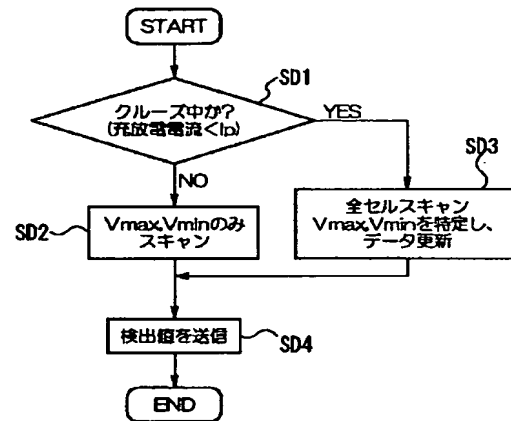 START
SD1
クルーズ中か?
(充放電電流<Ip)
YES
NO
SD3
SD2
Vmax,Vminのみ
スキャン
全セルスキャン
Vmax,Vminを特定し、
データ更新
検出値を送信
SD4
END